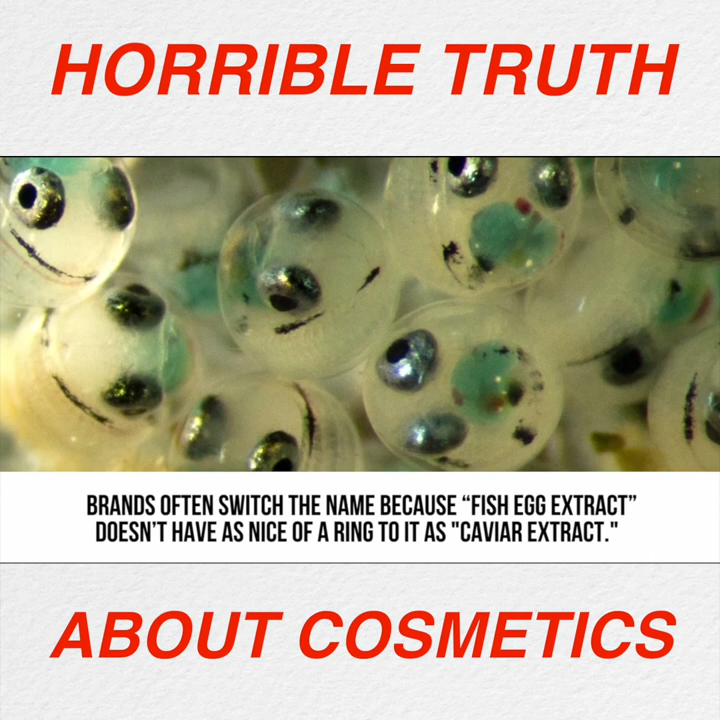 HORRIBLE TRUTH
BRANDS OFTEN SWITCH THE NAME BECAUSE “FISH EGG EXTRACT”
DOESN’T HAVE AS NICE OF A RING TO IT AS "CAVIAR EXTRACT."
ABOUT COSMETICS